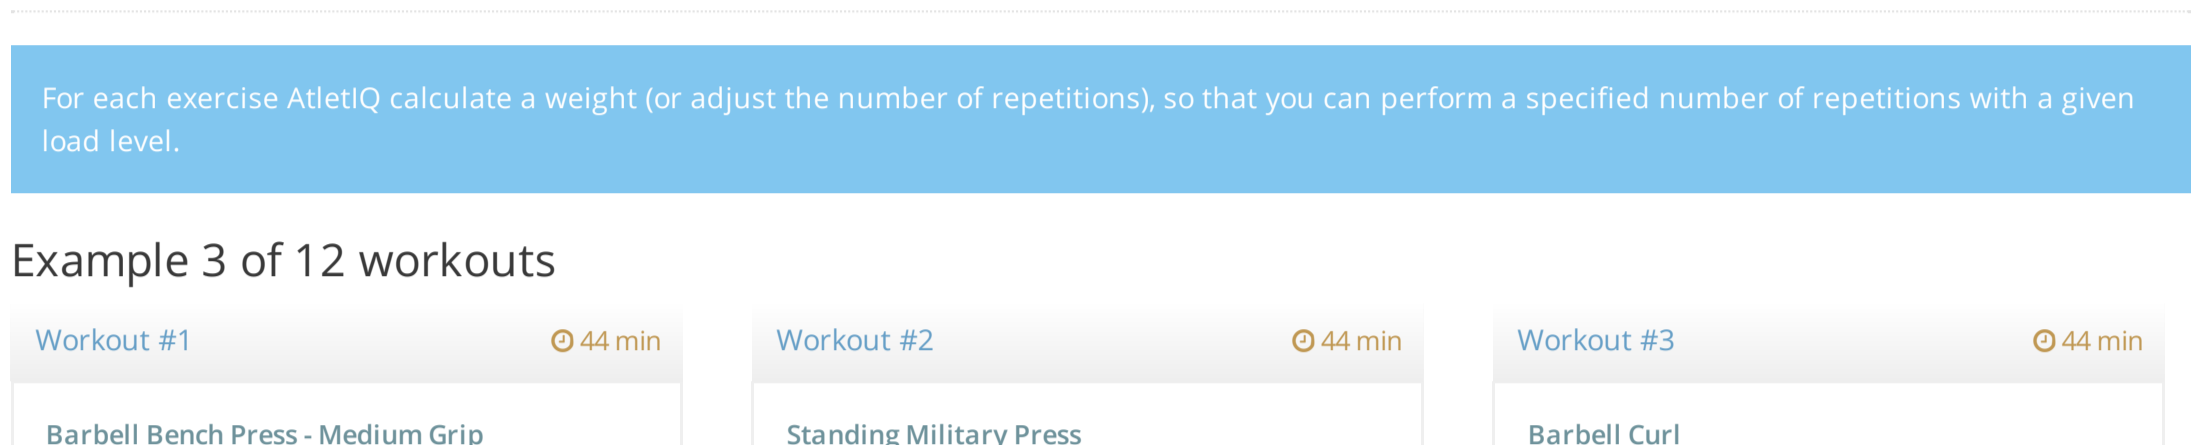 For each exercise AtletIQ calculate a weight (or adjust the number of repetitions), so that you can perform a specified number of repetitions with a given
load level.
Example 3 of 12 workouts
Workout #1 44 min
Workout #2 44 min
Workout #3 44 min
Barbell Bench Press - Medium Grip
Standing Military Press
Barbell Curl